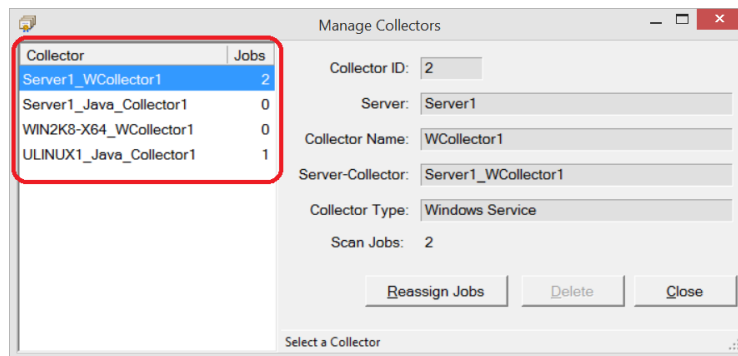 Manage Collectors
Collector Jobs
Server1_WCollector1 2
Server1_Java_Collector1 0
WIN2K8-X64_WCollector1 0
ULINUX1_Java_Collector1 1
Collector ID: 2
Server: Server1
Collector Name: WCollector1
Server-Collector: Server1_WCollector1
Collector Type: Windows Service
Scan Jobs: 2
Reassign Jobs Delete Close
Select a Collector